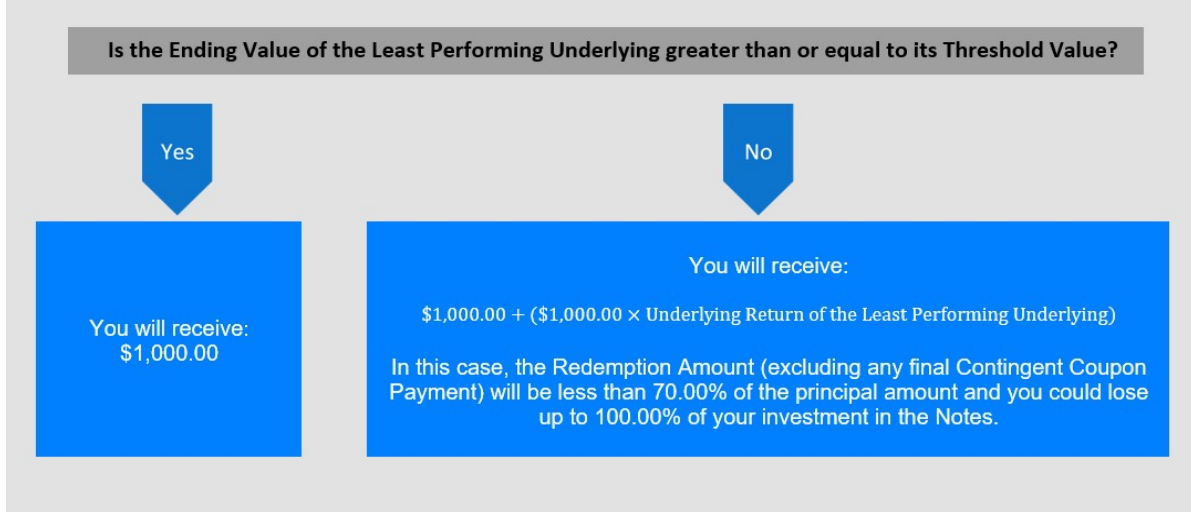 Is the Ending Value of the Least Performing Underlying greater than or equal to its Threshold Value?
Yes
No
You will receive:
$1,000.00
You will receive:
$1,000.00 + ($1,000.00 × Underlying Return of the Least Performing Underlying)
In this case, the Redemption Amount (excluding any final Contingent Coupon
Payment) will be less than 70.00% of the principal amount and you could lose
up to 100.00% of your investment in the Notes.